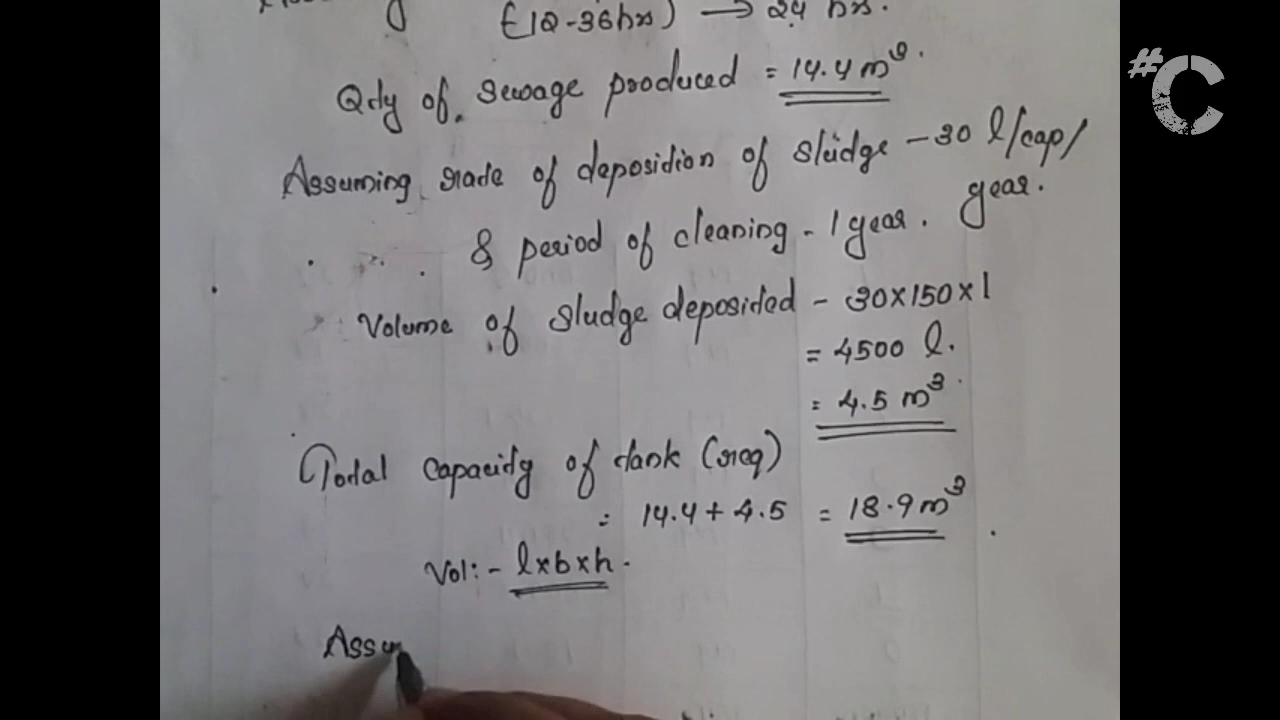 (12-36hrs) → 24 hrs.
Qty of sewage produced = 14.4 m³.
Assuming rate of deposition of sludge - 30 l/cap/
year.
& period of cleaning - 1 year.
Volume of sludge deposited - 30×150×1
= 4500 l.
= 4.5 m³
Total capacity of tank (req)
= 14.4 + 4.5 = 18.9 m³
Vol:- l×b×h.
Assu
#C